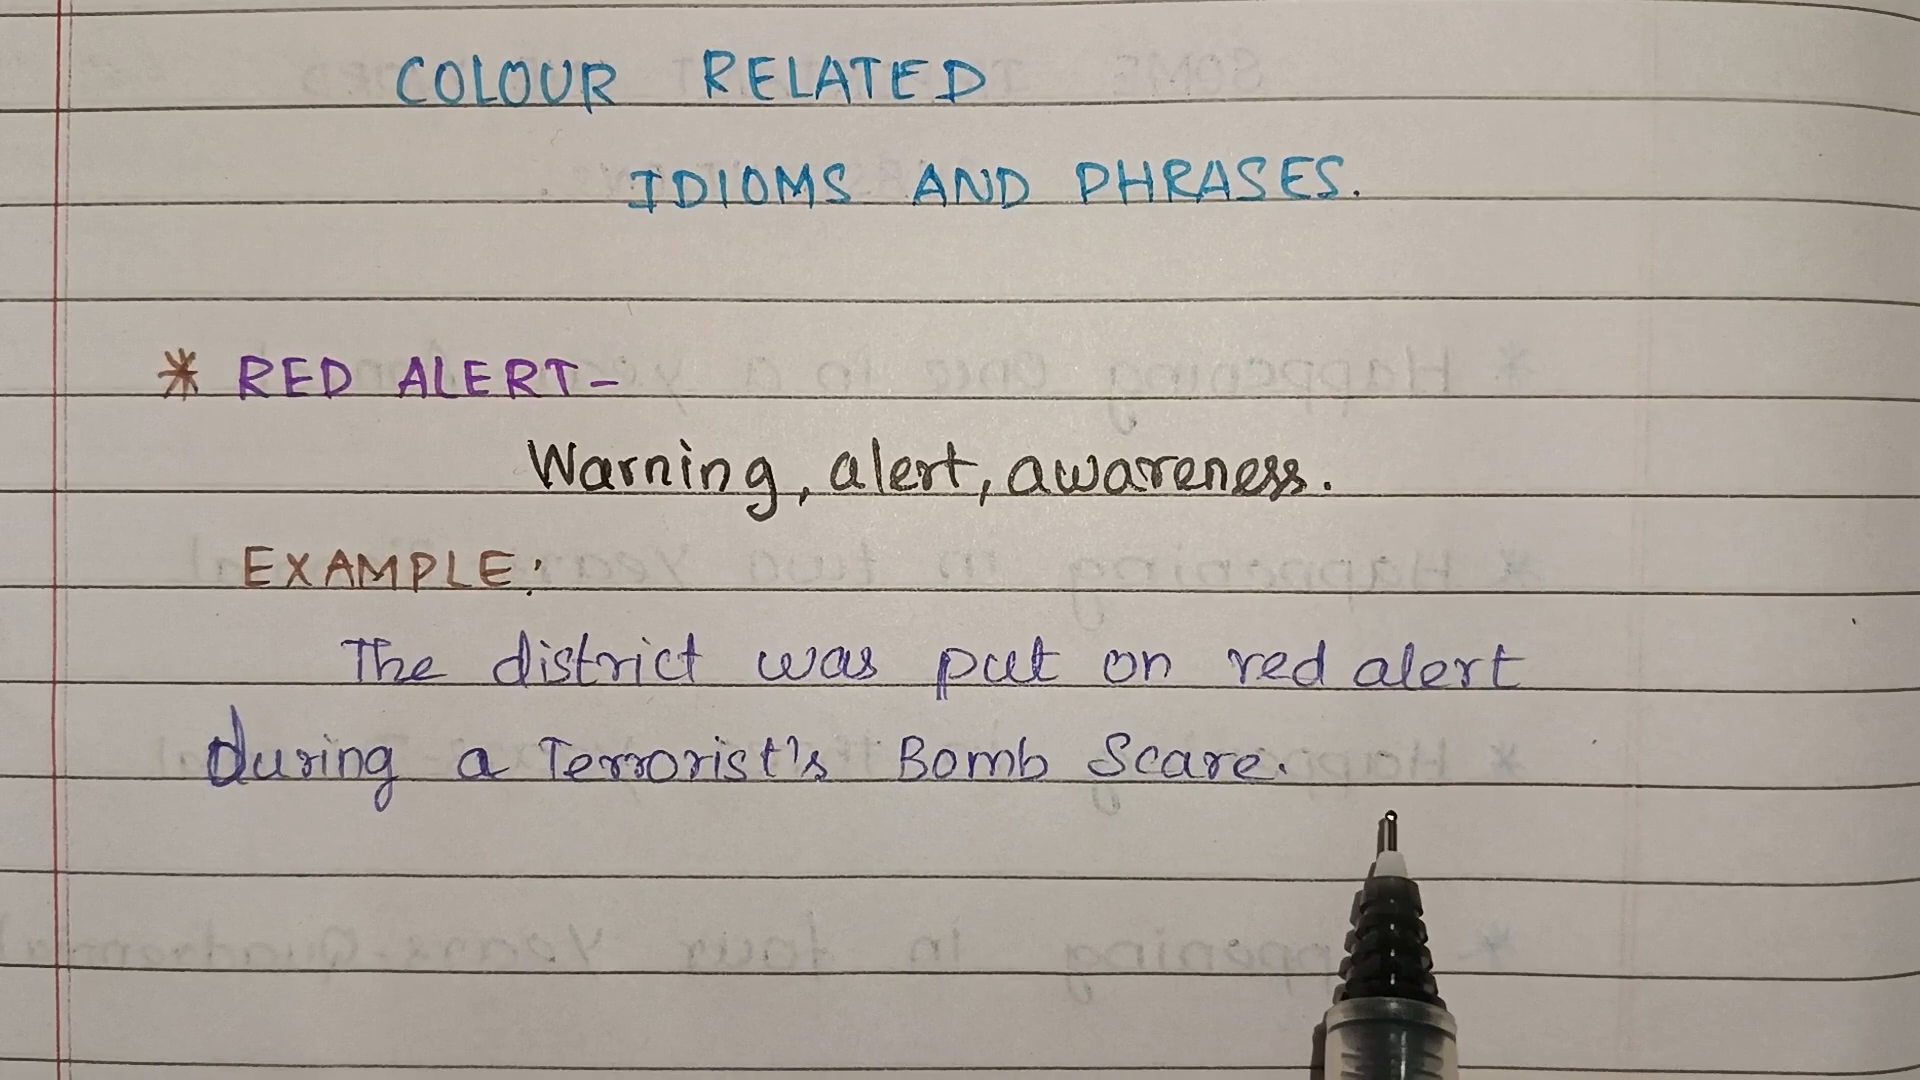 COLOUR RELATED
IDIOMS AND PHRASES.
* RED ALERT-
Warning, alert, awareness.
EXAMPLE:
The district was put on red alert
during a Terrorist's Bomb Scare.